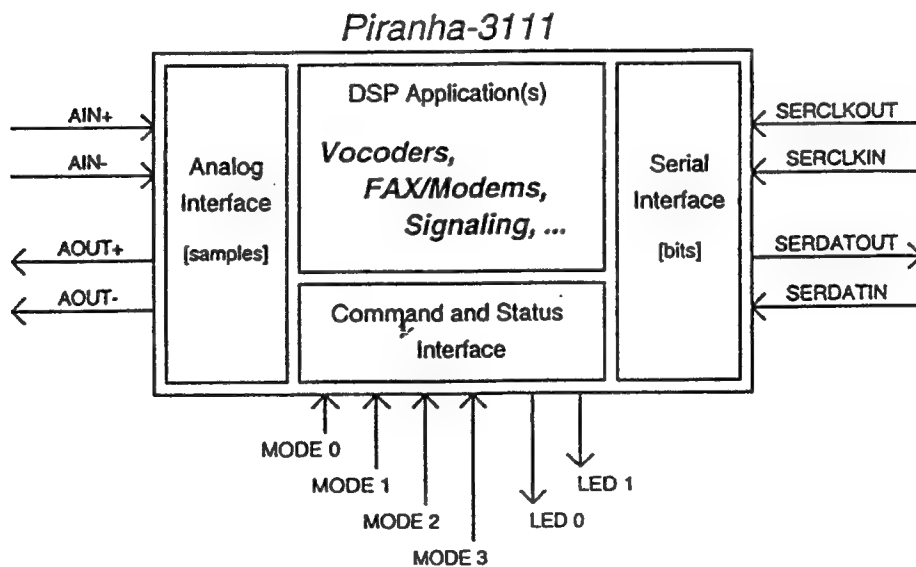 Piranha-3111
AIN+
AIN-
AOUT+
AOUT-
Analog
Interface
[samples]
DSP Application(s)
Vocoders,
FAX/Modems,
Signaling, ...
Command and Status
Interface
Serial
Interface
[bits]
SERCLKOUT
SERCLKIN
SERDATOUT
SERDATIN
MODE 0
MODE 1
MODE 2
MODE 3
LED 0
LED 1